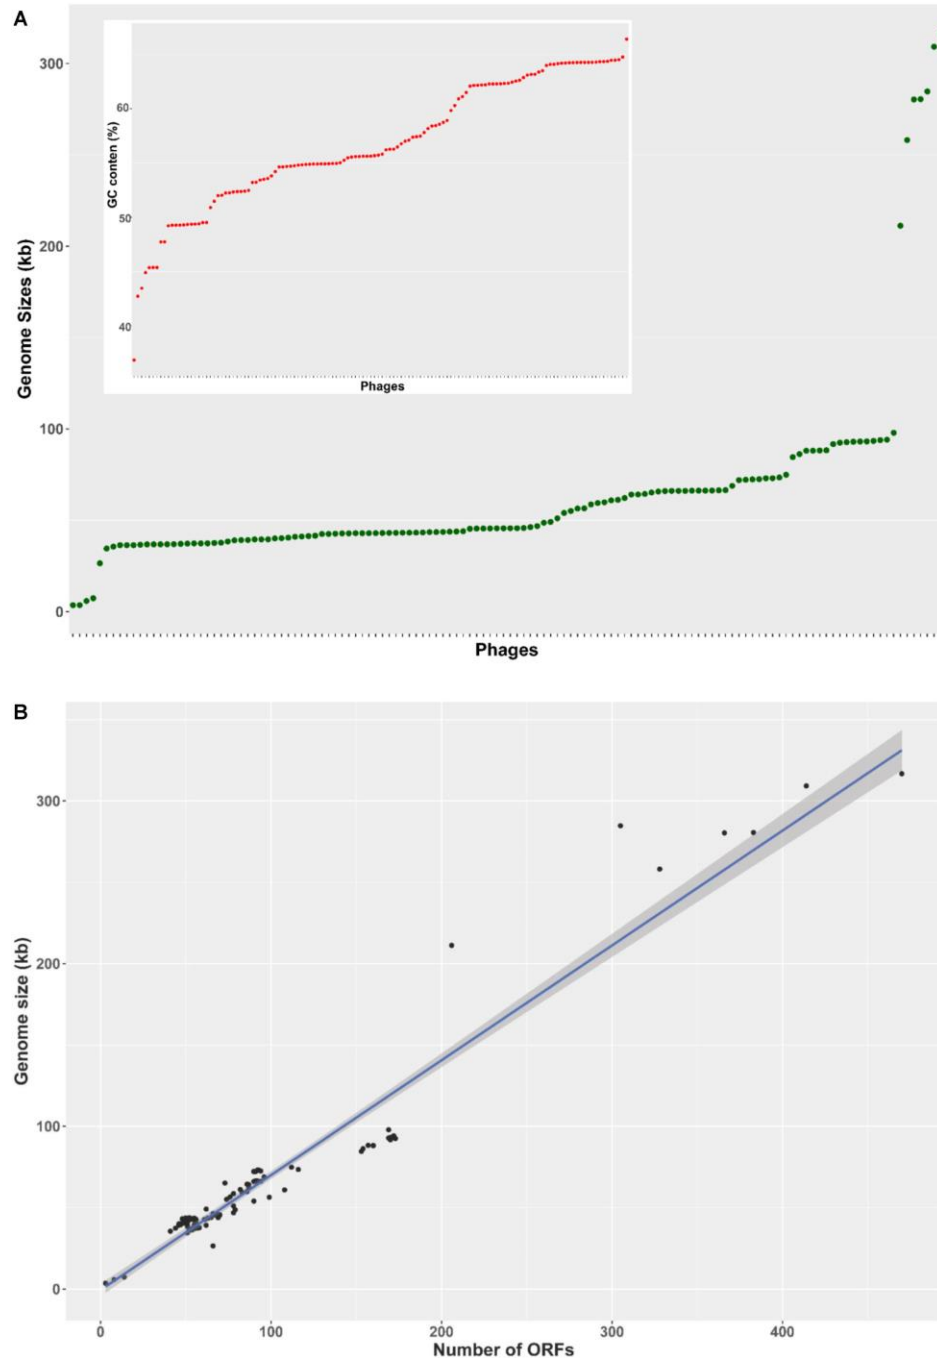 A
300
200
100
0
Genome Sizes (kb)
60
50
40
GC conten (%)
Phages
Phages
B
300
200
100
0
Genome size (kb)
0 100 200 300 400
Number of ORFs